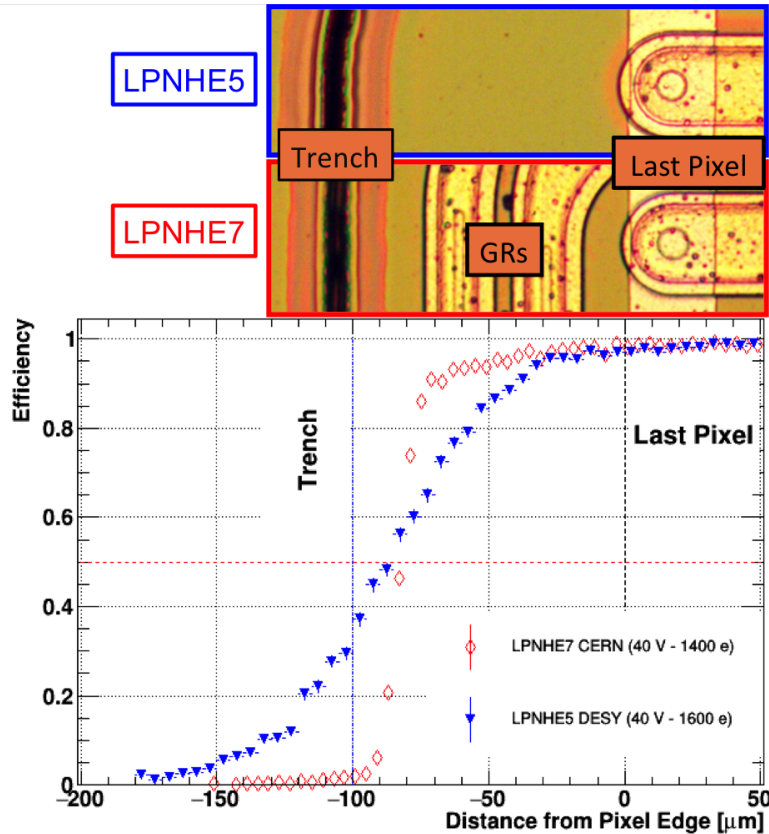 LPNHE5
Trench
Last Pixel
LPNHE7
GRs
Efficiency
1
0.8
0.6
0.4
0.2
0
Trench
Last Pixel
LPNHE7 CERN (40 V - 1400 e)
LPNHE5 DESY (40 V - 1600 e)
−200 −150 −100 −50 0 50
Distance from Pixel Edge [μm]